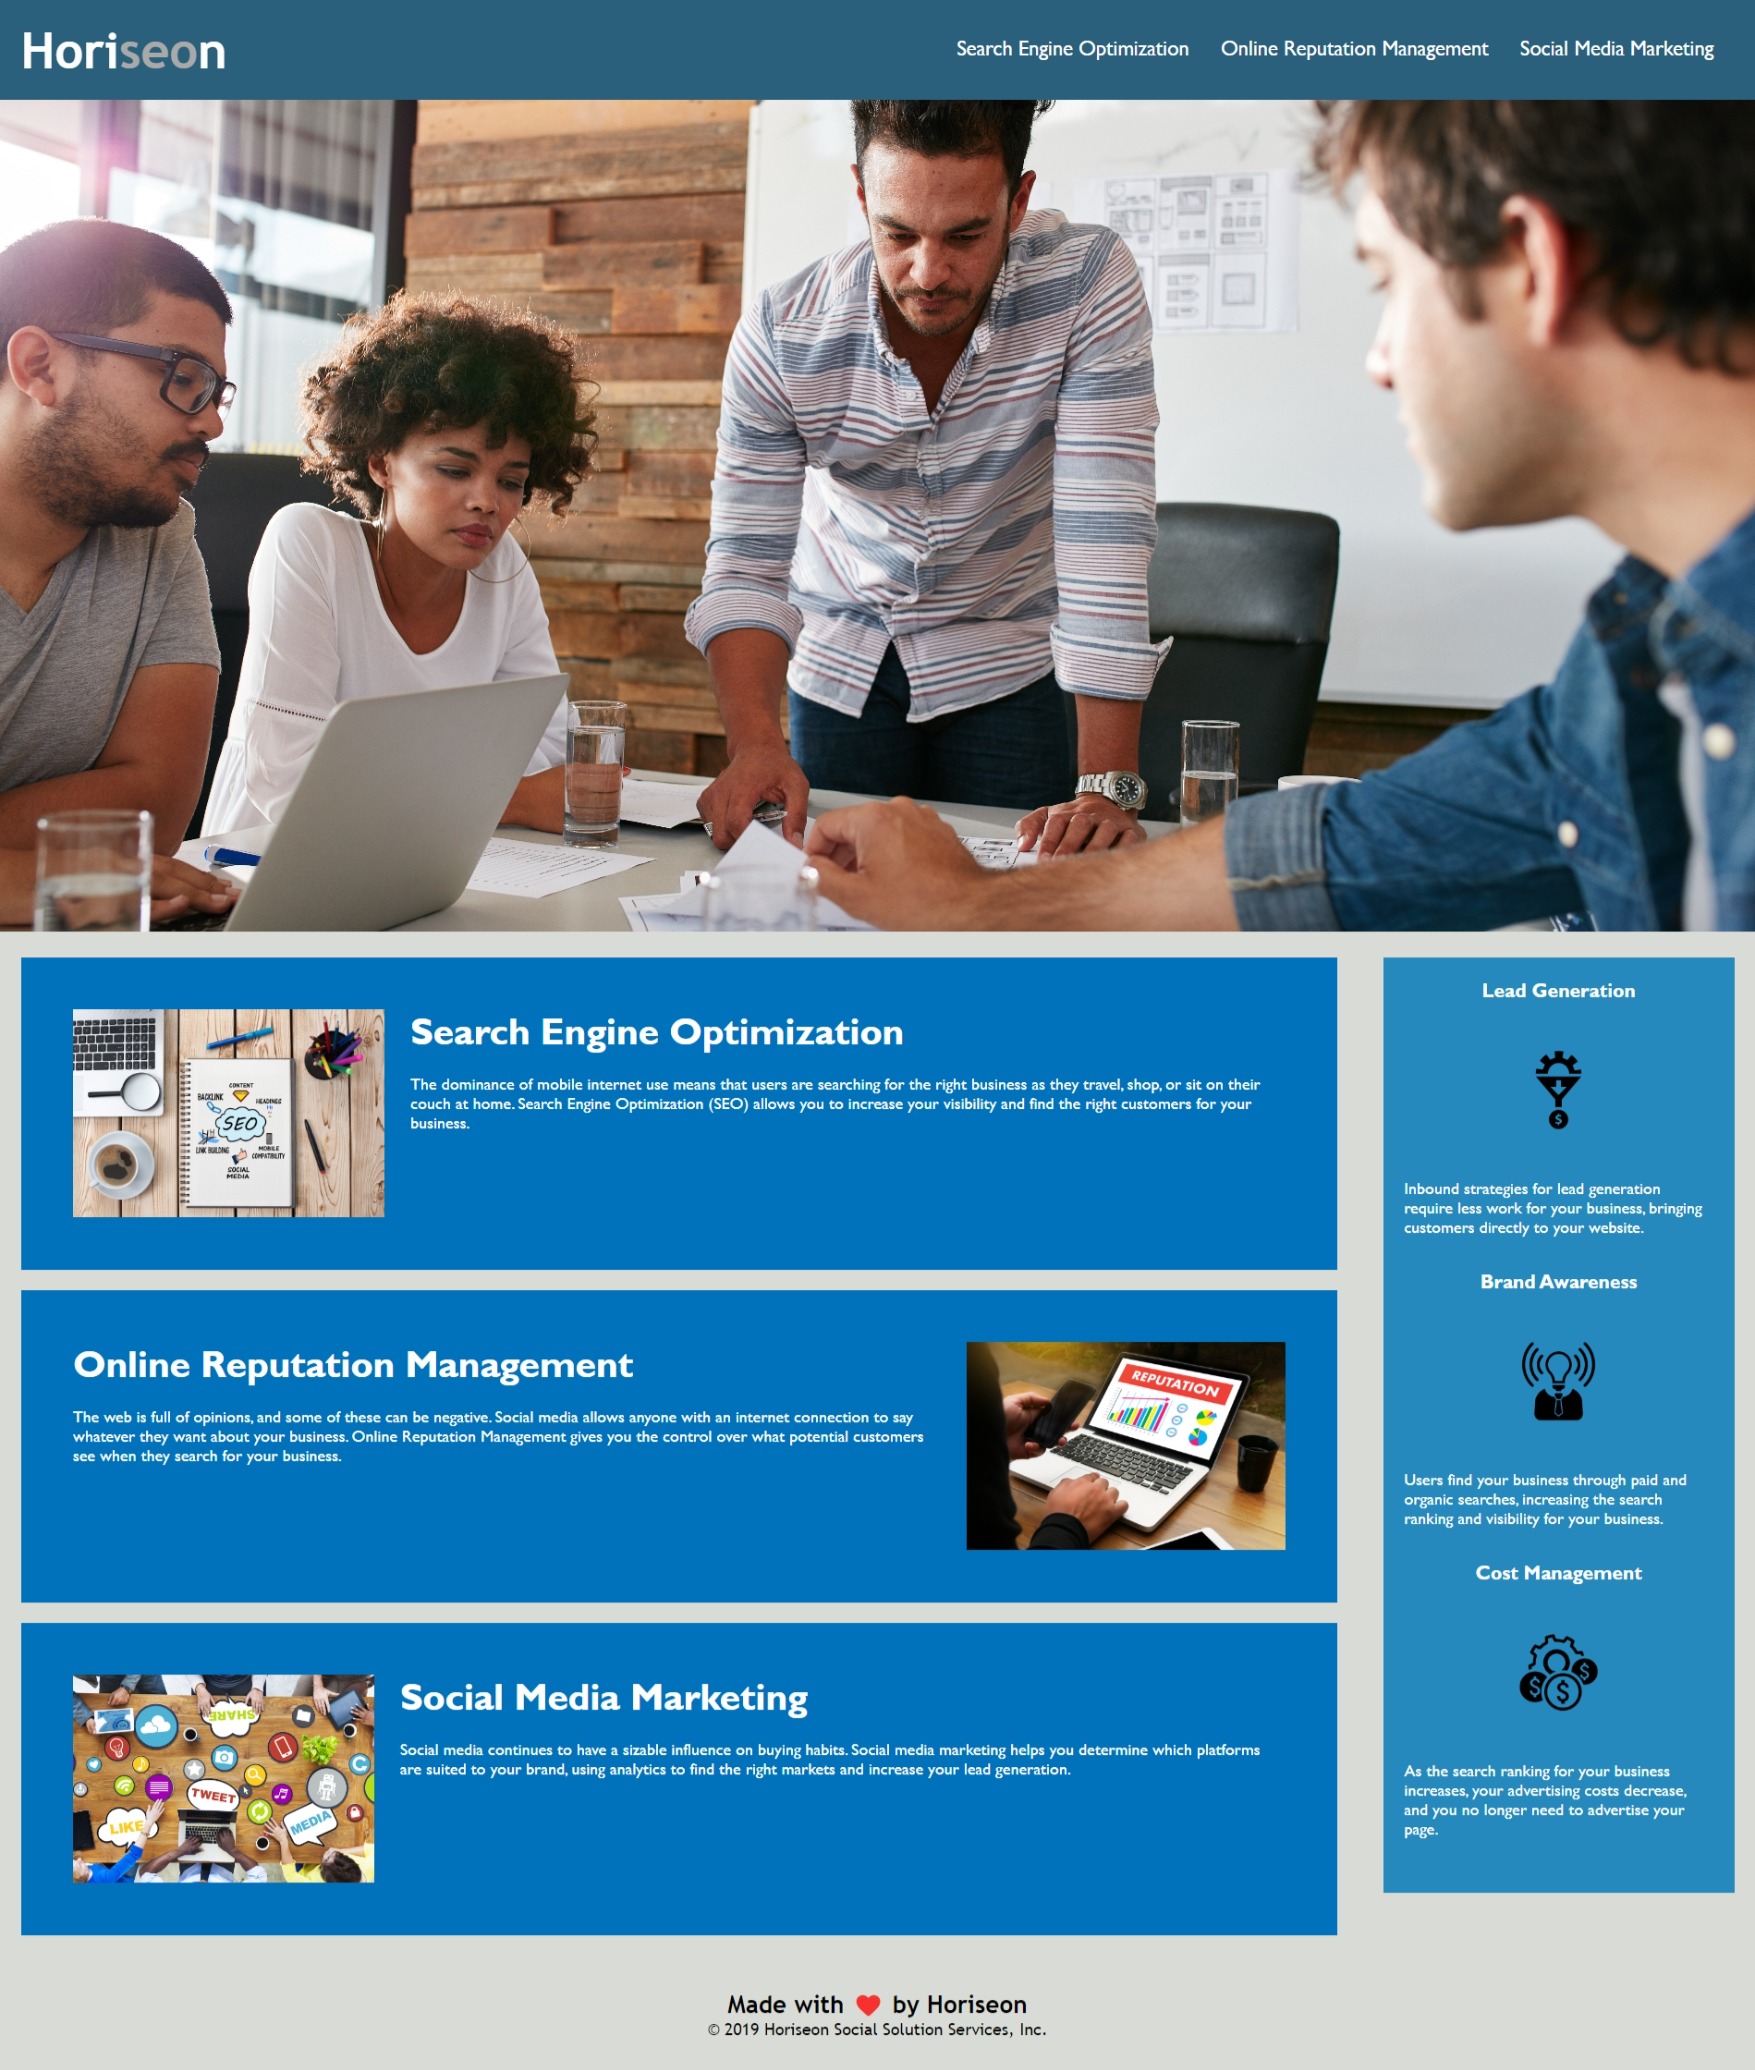 Horiseon
Search Engine Optimization
Online Reputation Management
Social Media Marketing
Search Engine Optimization
The dominance of mobile internet use means that users are searching for the right business as they travel, shop, or sit on their
couch at home. Search Engine Optimization (SEO) allows you to increase your visibility and find the right customers for your
business.
CONTENT
BACKLINK
HEADINGS
SEO
LINK BUILDING
MOBILE
COMPATIBILITY
SOCIAL
MEDIA
Online Reputation Management
The web is full of opinions, and some of these can be negative. Social media allows anyone with an internet connection to say
whatever they want about your business. Online Reputation Management gives you the control over what potential customers
see when they search for your business.
REPUTATION
Social Media Marketing
Social media continues to have a sizable influence on buying habits. Social media marketing helps you determine which platforms
are suited to your brand, using analytics to find the right markets and increase your lead generation.
SHARE
TWEET
LIKE
MEDIA
Lead Generation
$
Inbound strategies for lead generation
require less work for your business, bringing
customers directly to your website.
Brand Awareness
Users find your business through paid and
organic searches, increasing the search
ranking and visibility for your business.
Cost Management
$
$
$
As the search ranking for your business
increases, your advertising costs decrease,
and you no longer need to advertise your
page.
Made with ❤️ by Horiseon
© 2019 Horiseon Social Solution Services, Inc.